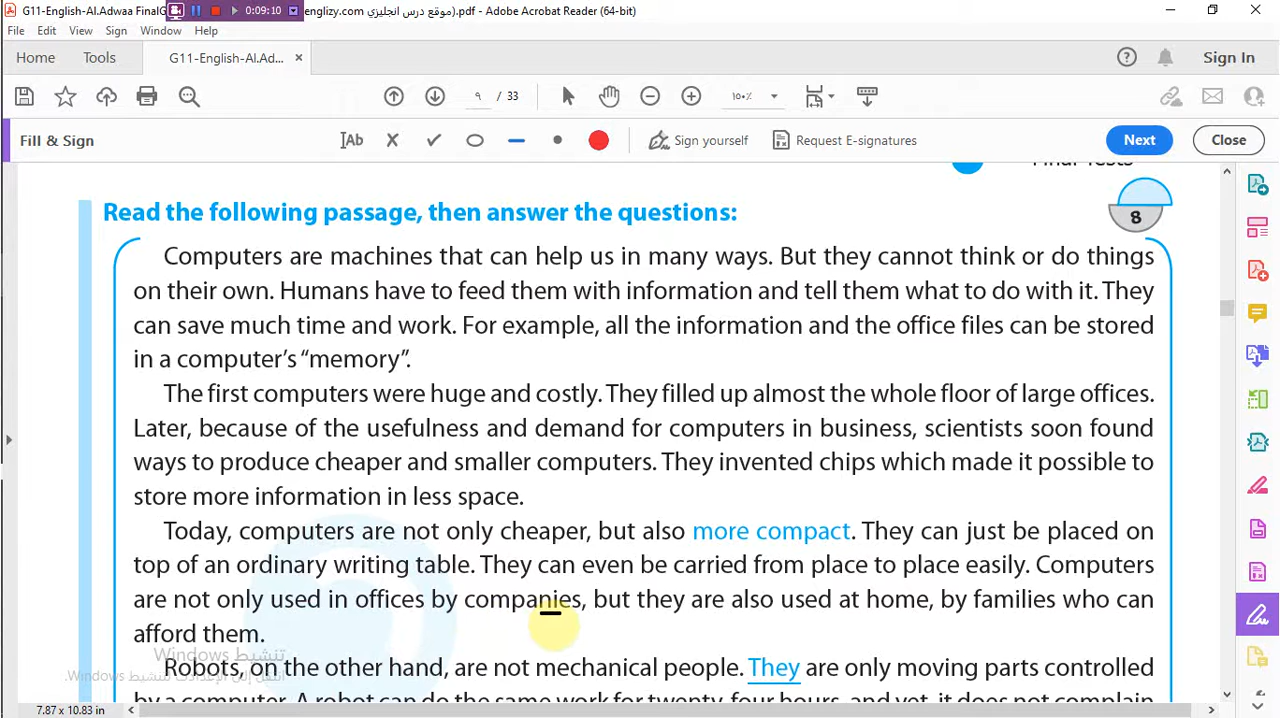 G11-English-Al.Adwaa FinalG
0:09:10
englizy.com موقع درس انجليزي).pdf - Adobe Acrobat Reader (64-bit)
File Edit View Sign Window Help
Home Tools G11-English-Al.Ad... × Sign In
٩ / 33 ١٥٠٪
Fill & Sign Ab Sign yourself Request E-signatures Next Close
Final Tests
8
Read the following passage, then answer the questions:
Computers are machines that can help us in many ways. But they cannot think or do things
on their own. Humans have to feed them with information and tell them what to do with it. They
can save much time and work. For example, all the information and the office files can be stored
in a computer's “memory”.
The first computers were huge and costly. They filled up almost the whole floor of large offices.
Later, because of the usefulness and demand for computers in business, scientists soon found
ways to produce cheaper and smaller computers. They invented chips which made it possible to
store more information in less space.
Today, computers are not only cheaper, but also more compact. They can just be placed on
top of an ordinary writing table. They can even be carried from place to place easily. Computers
are not only used in offices by companies, but they are also used at home, by families who can
afford them.
تنشيط Windows
Robots, on the other hand, are not mechanical people. They are only moving parts controlled
انتقل إلى الإعدادات لتنشيط Windows.
by a computer. A robot can do the same work for twenty-four hours, and yet, it does not complain
7.87 x 10.83 in